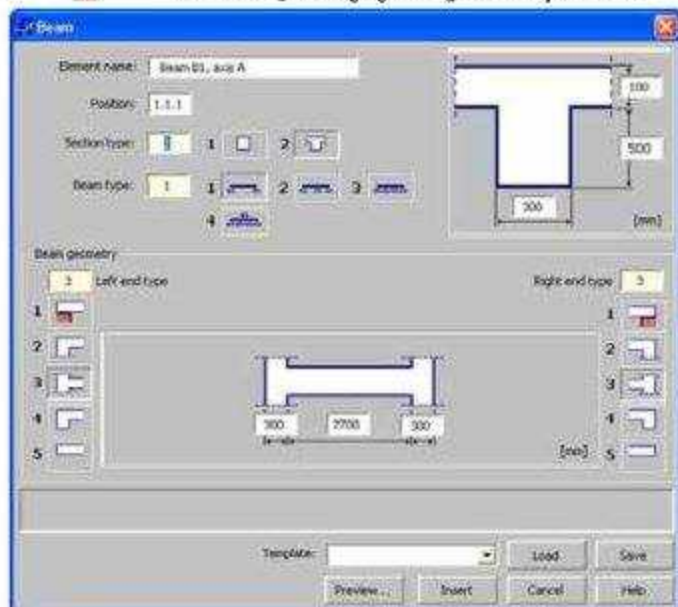 Beam
Element name: Beam B1, axis A
Position: 1.1.1
Section type: 1 2
Beam type: 1 1 2 3
4
100
500
300
[mm]
Beam geometry
3 Left end type
Right end type 3
1
2
3
4
5
300 2700 300
[mm]
1
2
3
4
5
Template:
Load Save
Preview... Insert Cancel Help